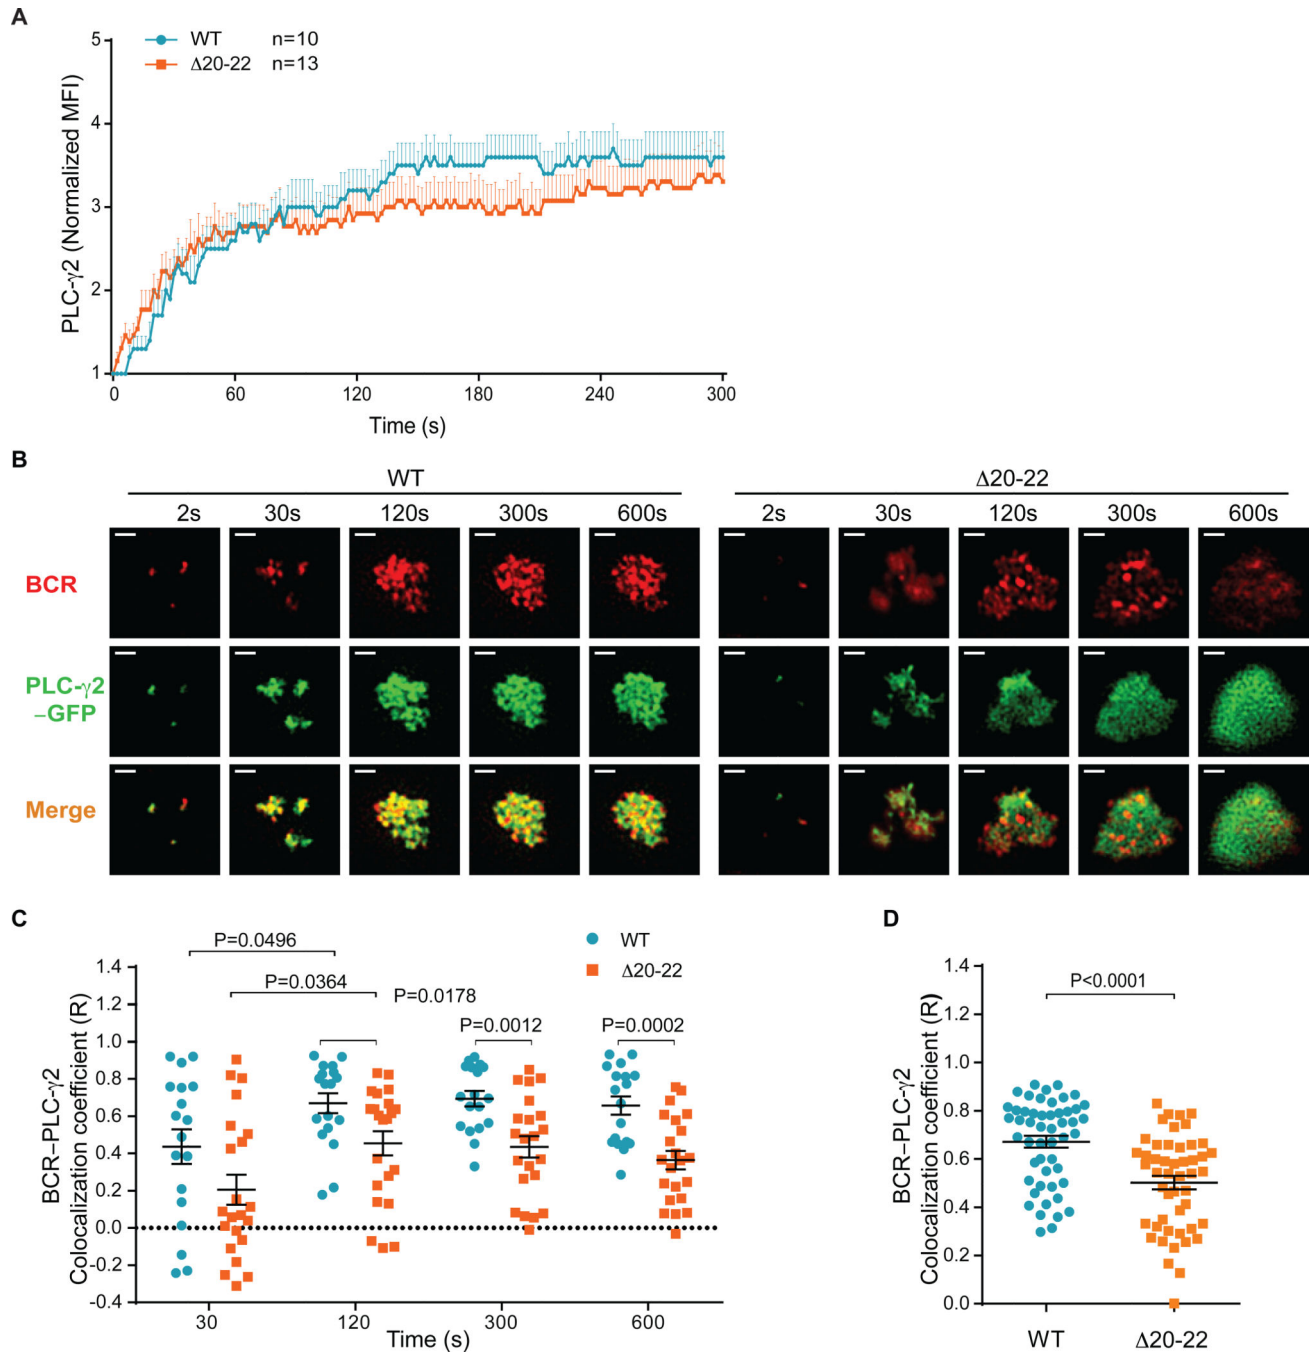 A
WT n=10
Δ20-22 n=13
PLC-γ2 (Normalized MFI)
5
4
3
2
1
0 60 120 180 240 300
Time (s)
B
WT Δ20-22
2s 30s 120s 300s 600s 2s 30s 120s 300s 600s
BCR
PLC-γ2
–GFP
Merge
C
P=0.0496
P=0.0364
P=0.0178
P=0.0012
P=0.0002
WT
Δ20-22
BCR–PLC-γ2
Colocalization coefficient (R)
1.4
1.2
1.0
0.8
0.6
0.4
0.2
0.0
-0.2
-0.4
30 120 300 600
Time (s)
D
P<0.0001
BCR–PLC-γ2
Colocalization coefficient (R)
1.4
1.2
1.0
0.8
0.6
0.4
0.2
0.0
WT Δ20-22